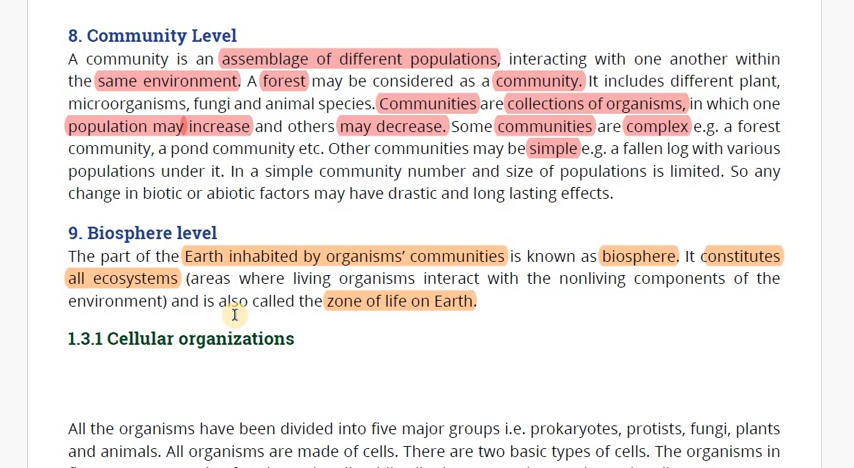 8. Community Level
A community is an assemblage of different populations, interacting with one another within
the same environment. A forest may be considered as a community. It includes different plant,
microorganisms, fungi and animal species. Communities are collections of organisms, in which one
population may increase and others may decrease. Some communities are complex e.g. a forest
community, a pond community etc. Other communities may be simple e.g. a fallen log with various
populations under it. In a simple community number and size of populations is limited. So any
change in biotic or abiotic factors may have drastic and long lasting effects.
9. Biosphere level
The part of the Earth inhabited by organisms’ communities is known as biosphere. It constitutes
all ecosystems (areas where living organisms interact with the nonliving components of the
environment) and is also called the zone of life on Earth.
1.3.1 Cellular organizations
All the organisms have been divided into five major groups i.e. prokaryotes, protists, fungi, plants
and animals. All organisms are made of cells. There are two basic types of cells. The organisms in